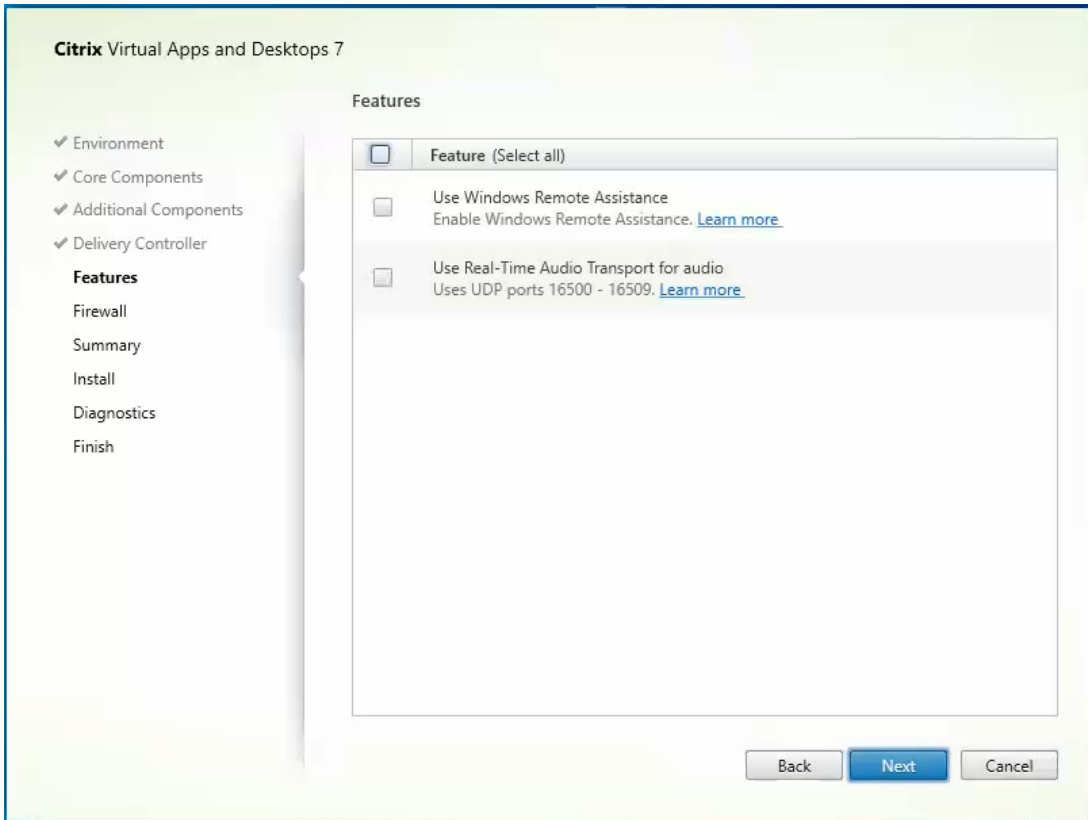 Citrix Virtual Apps and Desktops 7
Features
Environment
Core Components
Additional Components
Delivery Controller
Features
Firewall
Summary
Install
Diagnostics
Finish
Feature (Select all)
Use Windows Remote Assistance
Enable Windows Remote Assistance. Learn more
Use Real-Time Audio Transport for audio
Uses UDP ports 16500 - 16509. Learn more
Back Next Cancel